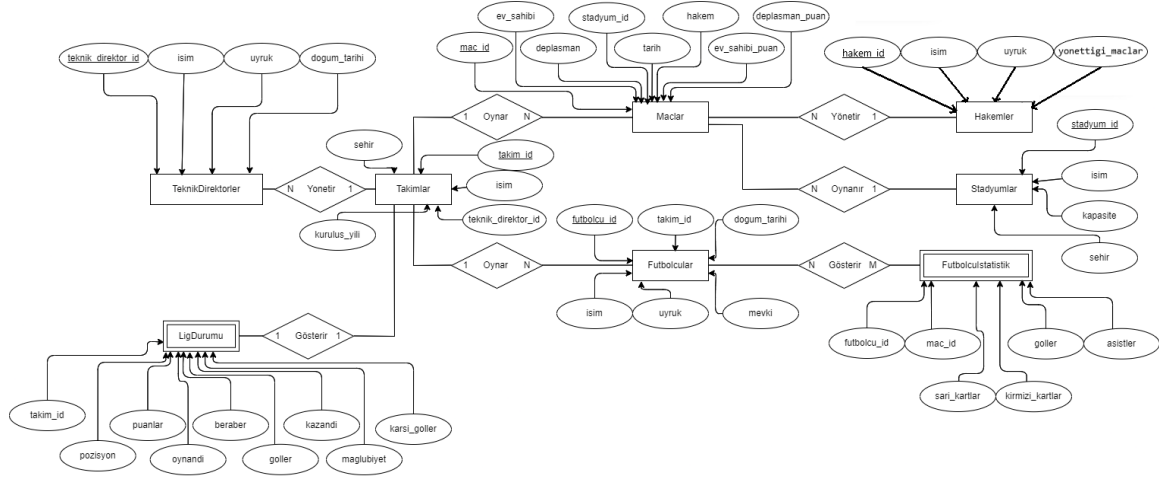 ev_sahibi
stadyum_id
hakem
deplasman_puan
mac_id
deplasman
tarih
ev_sahibi_puan
teknik_direktor_id
isim
uyruk
dogum_tarihi
hakem_id
isim
uyruk
yonettigi_maclar
1 Oynar N
Maclar
N Yönetir 1
Hakemler
sehir
takim_id
stadyum_id
TeknikDirektorler
N Yonetir 1
Takimlar
isim
N Oynanır 1
Stadyumlar
isim
kurulus_yili
teknik_direktor_id
futbolcu_id
takim_id
dogum_tarihi
kapasite
1 Oynar N
Futbolcular
N Gösterir M
FutbolcuIstatistik
sehir
isim
uyruk
mevki
LigDurumu
1 Gösterir 1
futbolcu_id
mac_id
goller
asistler
sari_kartlar
kirmizi_kartlar
takim_id
puanlar
beraber
kazandi
karsi_goller
pozisyon
oynandi
goller
maglubiyet